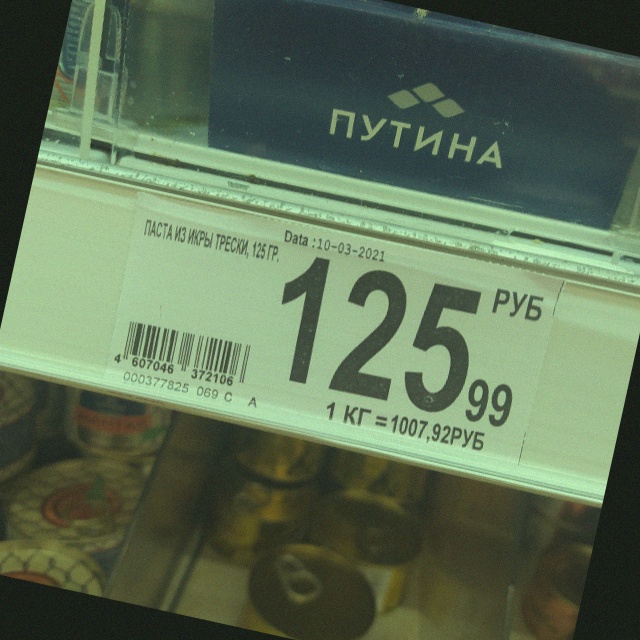 ПУТИНА
Data :10-03-2021
ПАСТА ИЗ ИКРЫ ТРЕСКИ, 125 ГР.
125 99 РУБ
4 607046 372106
000377825 069 С А
1 КГ =1007,92РУБ